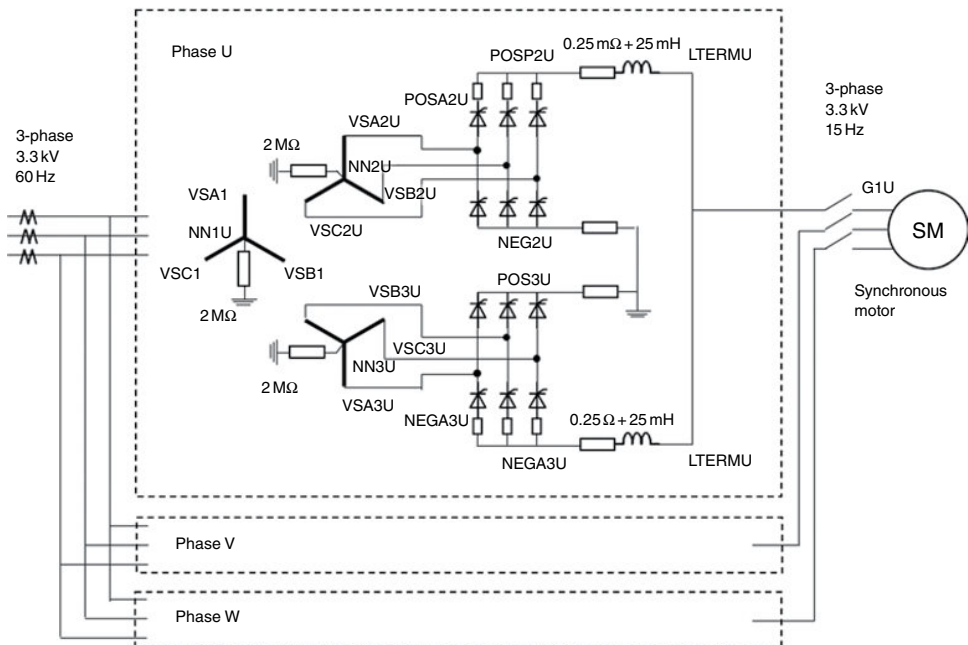 Phase U
0.25 mΩ + 25 mH
LTERMU
POSP2U
POSA2U
VSA2U
3-phase
3.3 kV
60 Hz
3-phase
3.3 kV
15 Hz
2 MΩ
NN2U
VSB2U
VSA1
VSC2U
NN1U
VSC1
VSB1
2 MΩ
NEG2U
G1U
SM
Synchronous
motor
POS3U
VSB3U
VSC3U
2 MΩ
NN3U
VSA3U
NEGA3U
0.25 Ω + 25 mH
NEGA3U
LTERMU
Phase V
Phase W